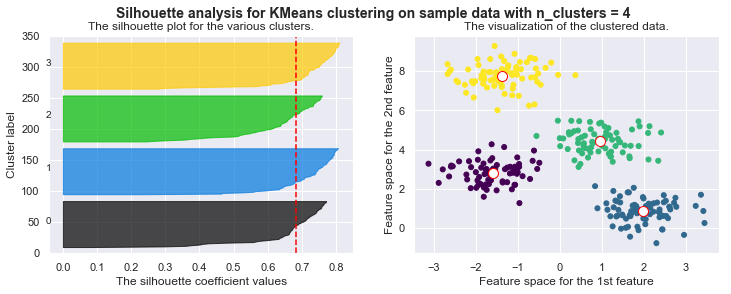 Silhouette analysis for KMeans clustering on sample data with n_clusters = 4
The silhouette plot for the various clusters.
350
300
250
200
150
100
50
0
3
2
1
0
Cluster label
0.0 0.1 0.2 0.3 0.4 0.5 0.6 0.7 0.8
The silhouette coefficient values
The visualization of the clustered data.
8
6
4
2
0
Feature space for the 2nd feature
−3 −2 −1 0 1 2 3
Feature space for the 1st feature